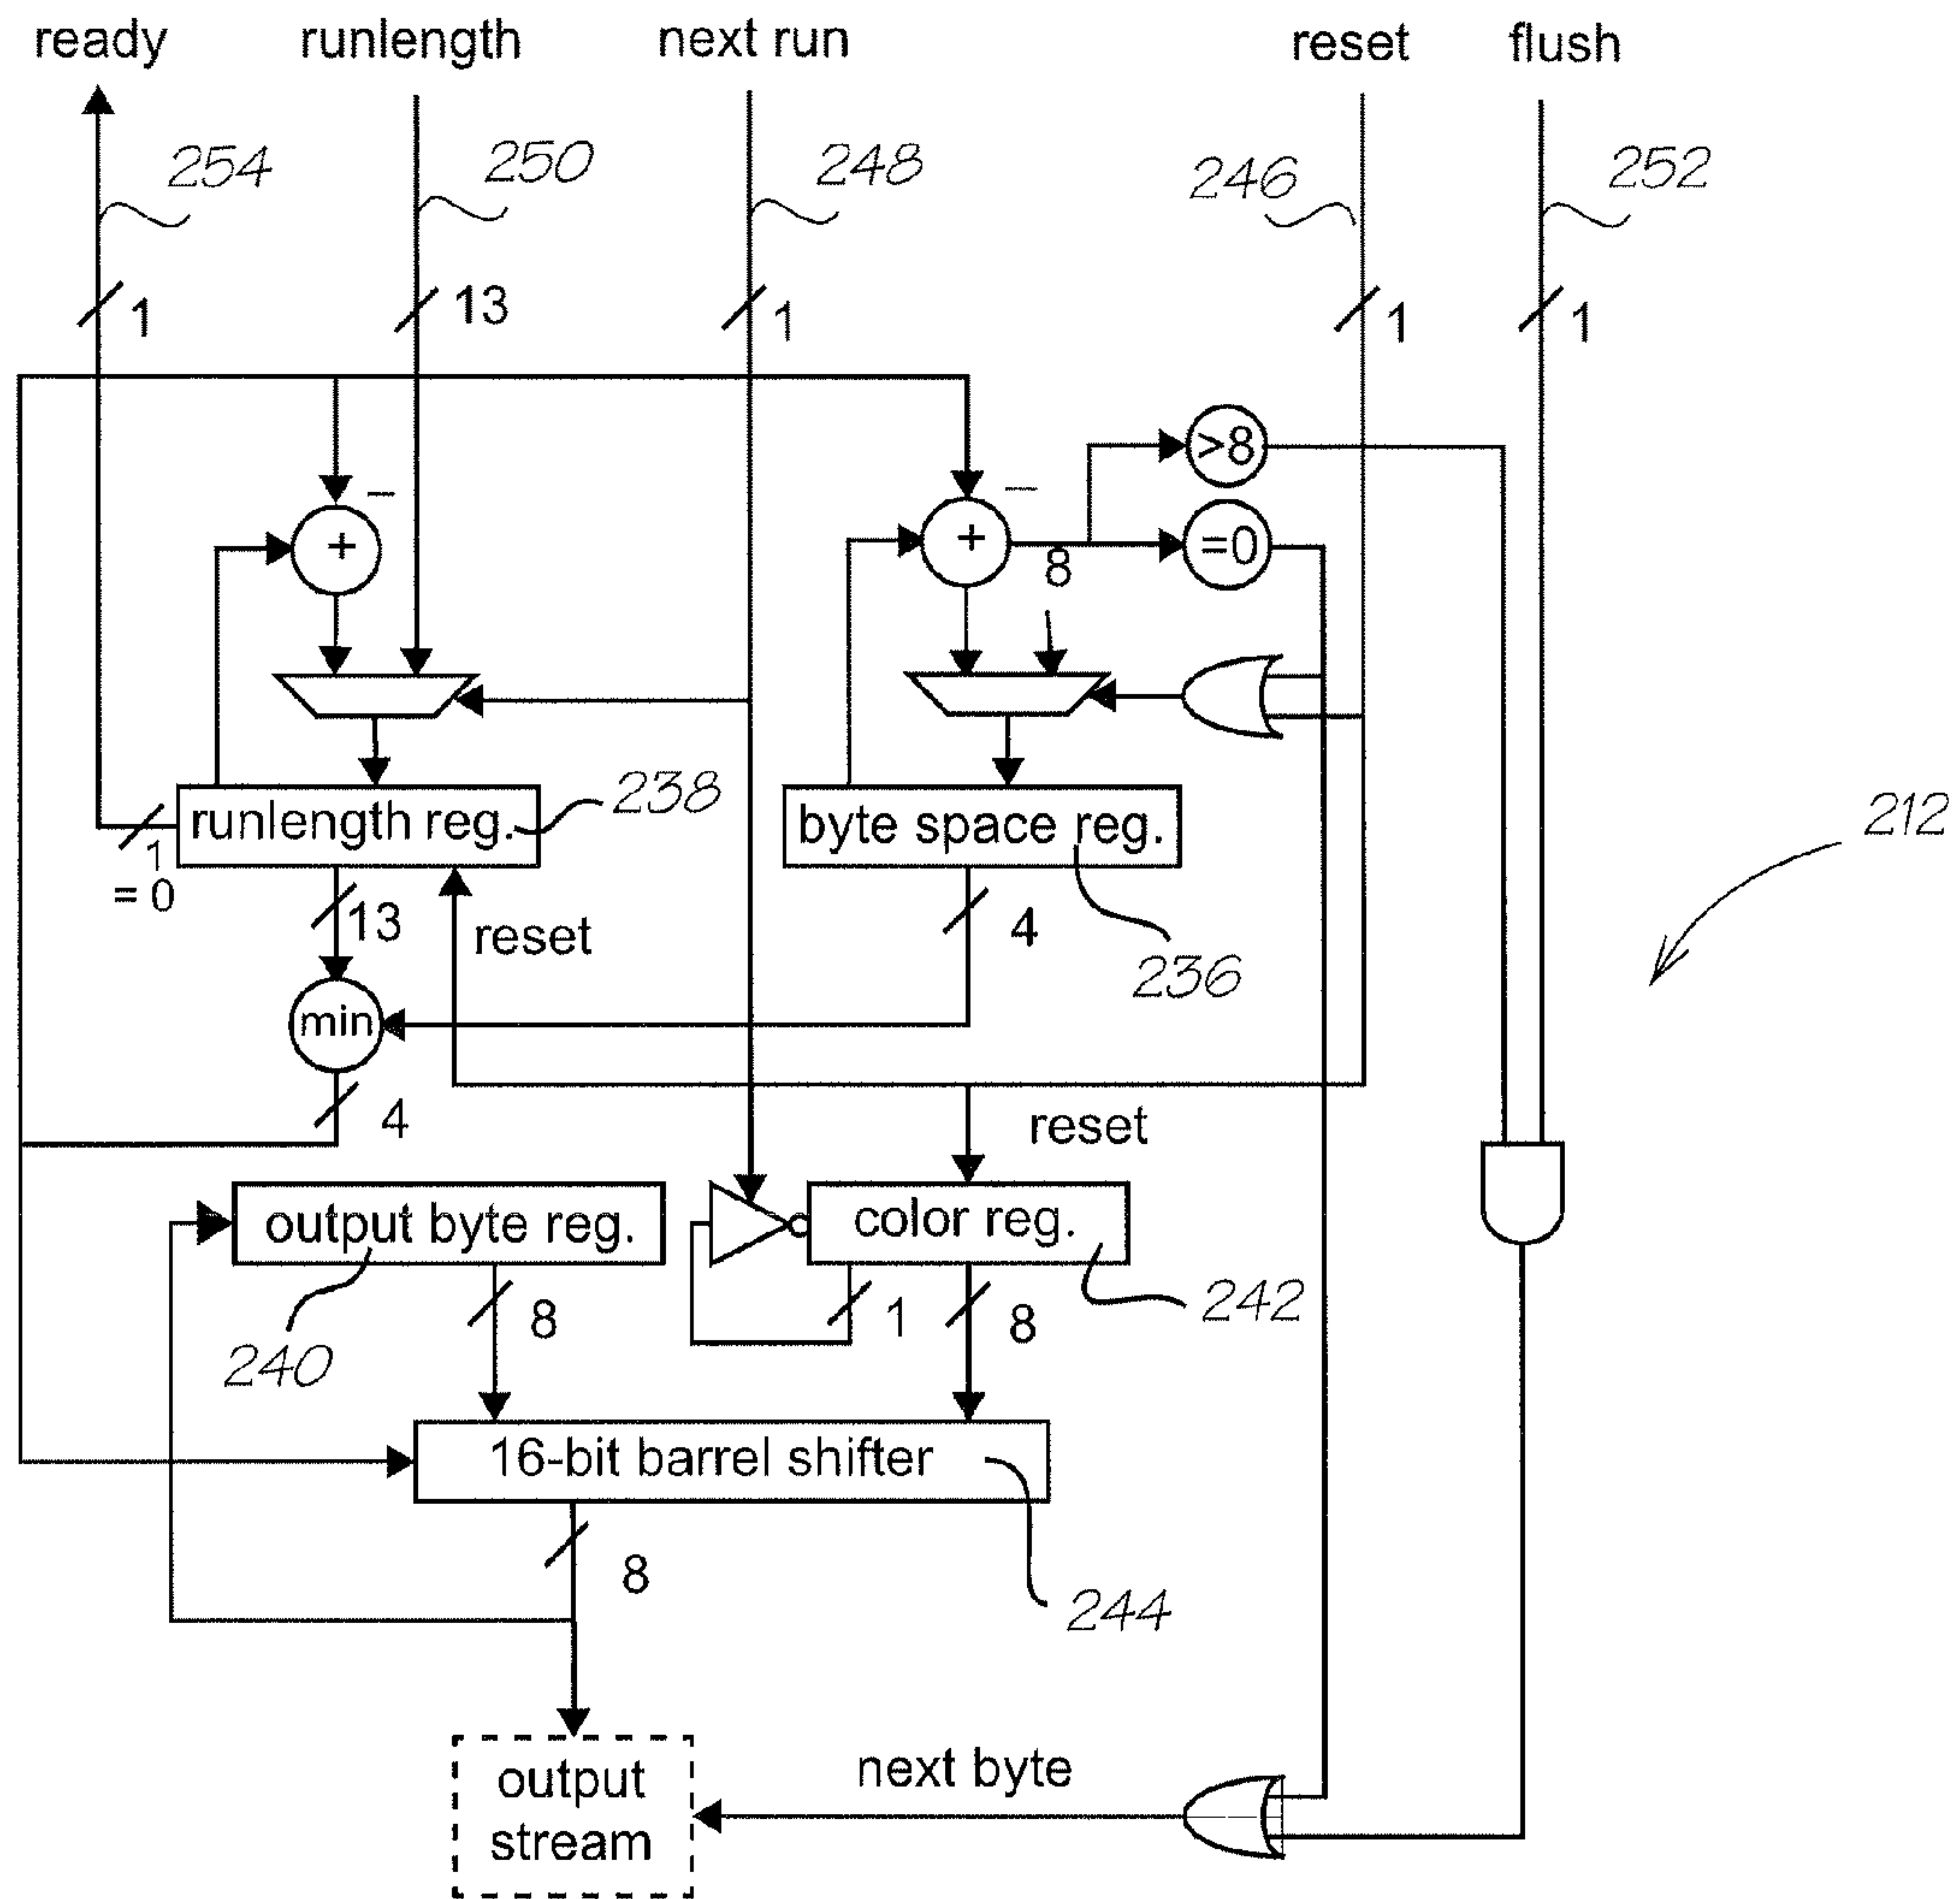 ready runlength next run reset flush
254 250 248 246 252
1 13 1 1 1
>8
− −
+ + =0
8
runlength reg. 238 byte space reg. 212
1
= 0
13 reset 4 236
min
4 reset
output byte reg. color reg.
8 1 8 242
240
16-bit barrel shifter
8 244
next byte
output
stream